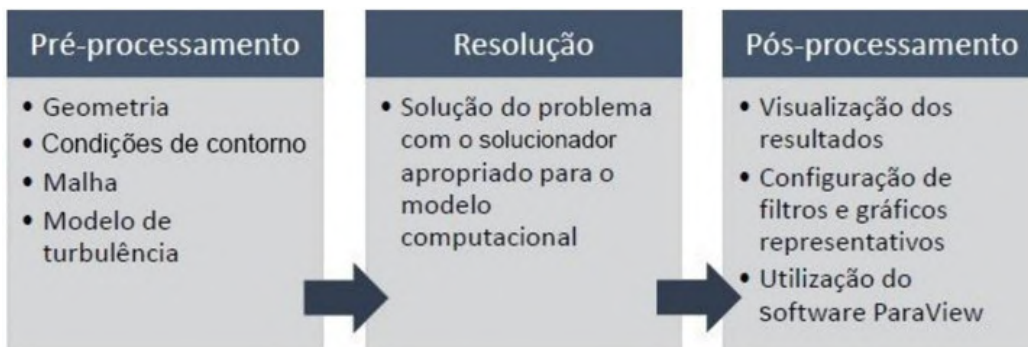 Pré-processamento
• Geometria
• Condições de contorno
• Malha
• Modelo de
turbulência
Resolução
• Solução do problema
com o solucionador
apropriado para o
modelo
computacional
Pós-processamento
• Visualização dos
resultados
• Configuração de
filtros e gráficos
representativos
• Utilização do
software ParaView